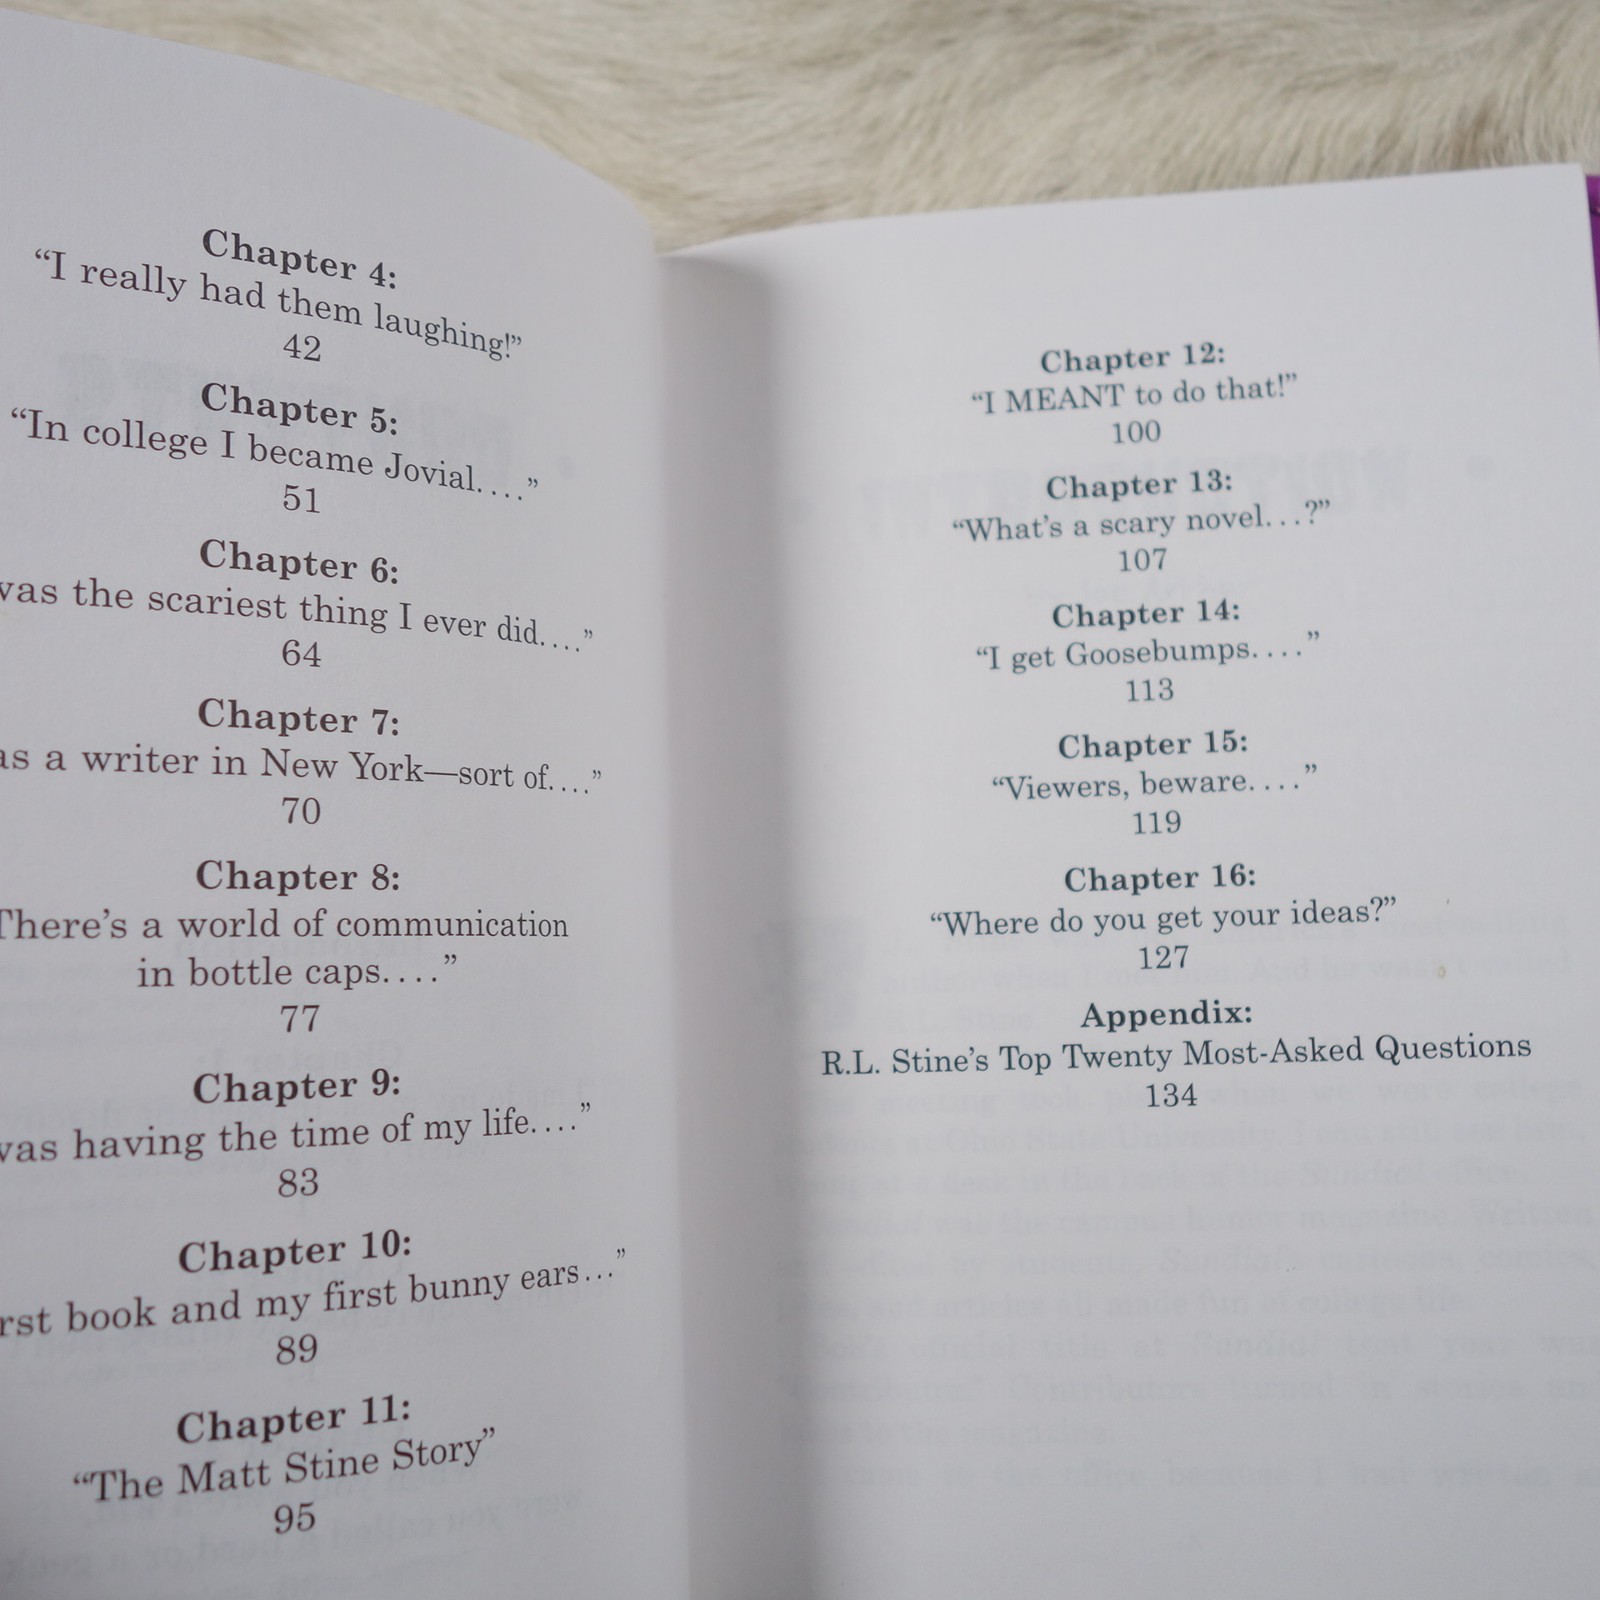 Chapter 4:
“I really had them laughing!”
42
Chapter 5:
“In college I became Jovial. . . .”
51
Chapter 6:
was the scariest thing I ever did. . . .”
64
Chapter 7:
as a writer in New York—sort of. . . .”
70
Chapter 8:
There’s a world of communication
in bottle caps. . . .”
77
Chapter 9:
was having the time of my life. . . .”
83
Chapter 10:
rst book and my first bunny ears . . .”
89
Chapter 11:
“The Matt Stine Story”
95
Chapter 12:
“I MEANT to do that!”
100
Chapter 13:
“What’s a scary novel. . .?”
107
Chapter 14:
“I get Goosebumps. . . .”
113
Chapter 15:
“Viewers, beware. . . .”
119
Chapter 16:
“Where do you get your ideas?”
127
Appendix:
R.L. Stine’s Top Twenty Most-Asked Questions
134